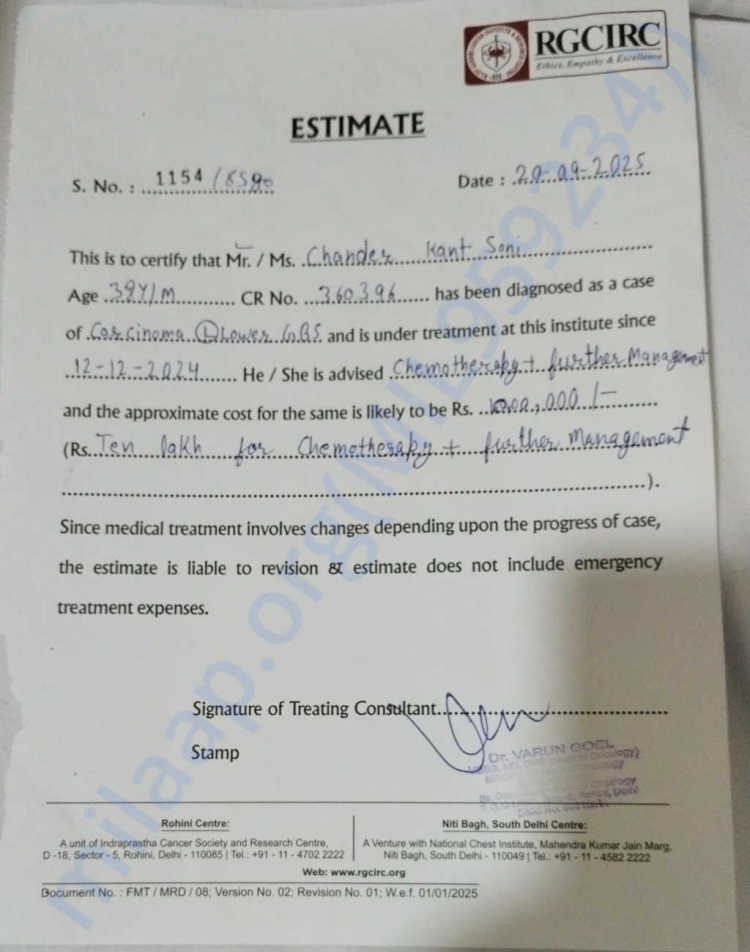 RGCIRC
Ethics, Empathy & Excellence
ESTIMATE
S. No. : 1154/8590
Date : 20-09-2025
This is to certify that Mr. / Ms. Chander Kant Soni
Age 38Y/M CR No. 360396 has been diagnosed as a case
of Carcinoma (L) Lower GBS and is under treatment at this institute since
12-12-2024 He / She is advised Chemotherapy + further Management
and the approximate cost for the same is likely to be Rs. 1000,000/-
(Rs. Ten lakh for Chemotherapy + further Management
).
Since medical treatment involves changes depending upon the progress of case,
the estimate is liable to revision & estimate does not include emergency
treatment expenses.
Signature of Treating Consultant
Stamp
Dr. VARUN GOEL
Rohini Centre:
A unit of Indraprastha Cancer Society and Research Centre,
D -18, Sector - 5, Rohini, Delhi - 110085 | Tel.: +91 - 11 - 4702 2222
Niti Bagh, South Delhi Centre:
A Venture with National Chest Institute, Mahendra Kumar Jain Marg,
Niti Bagh, South Delhi - 110049 | Tel.: +91 - 11 - 4582 2222
Web: www.rgcirc.org
Document No. : FMT / MRD / 08; Version No. 02; Revision No. 01; W.e.f. 01/01/2025
milaap.org(MIL959234)